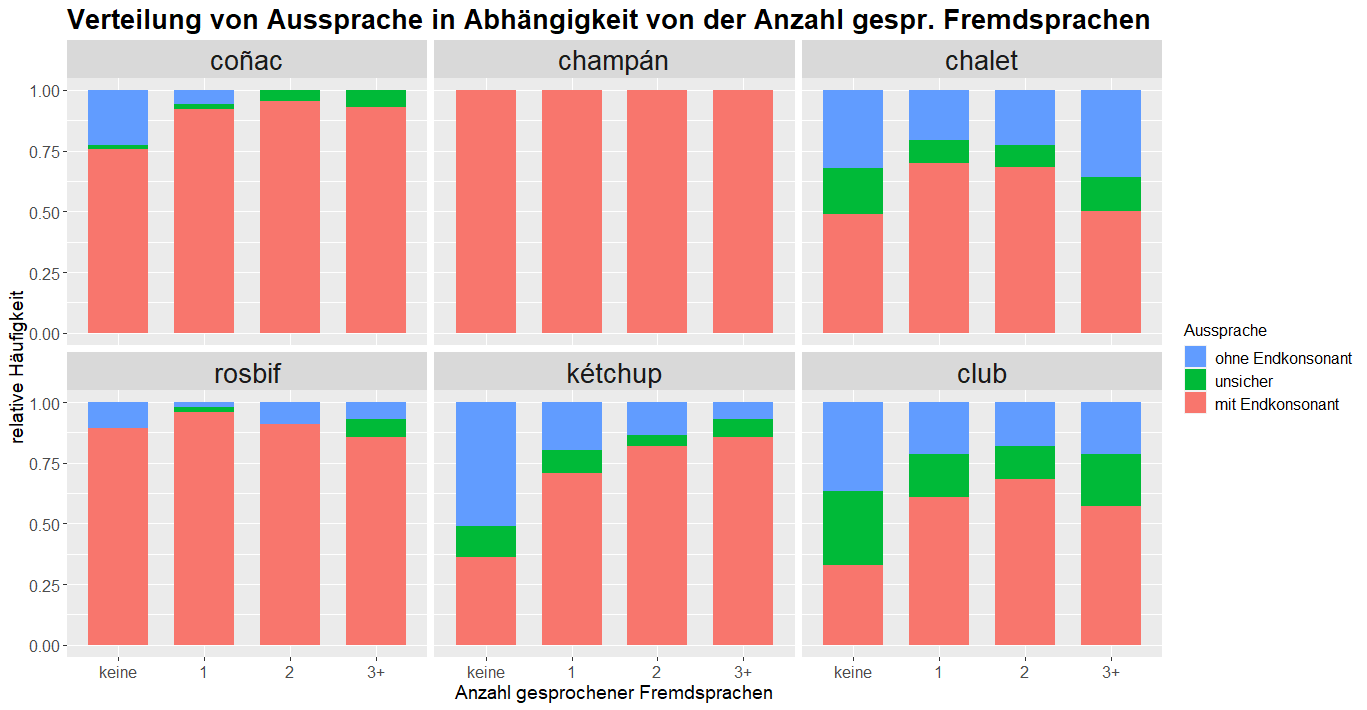 Verteilung von Aussprache in Abhängigkeit von der Anzahl gespr. Fremdsprachen
coñac champán chalet
1.00
0.75
0.50
0.25
0.00
rosbif kétchup club
1.00
0.75
0.50
0.25
0.00
relative Häufigkeit
keine 1 2 3+ keine 1 2 3+ keine 1 2 3+
Anzahl gesprochener Fremdsprachen
Aussprache
ohne Endkonsonant
unsicher
mit Endkonsonant